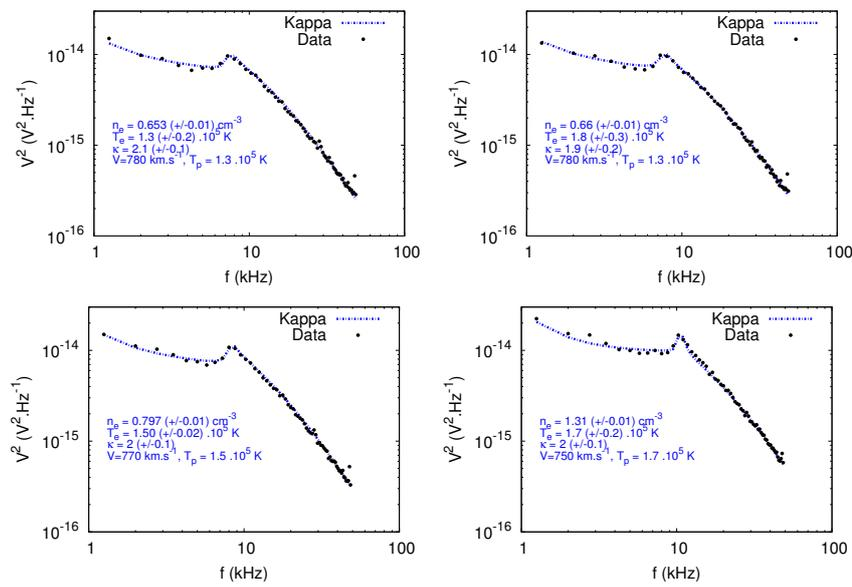 Kappa
Data
10^-14
10^-15
10^-16
V^2 (V^2.Hz^-1)
n_e = 0.653 (+/-0.01) cm^-3
T_e = 1.3 (+/-0.2) .10^5 K
κ = 2.1 (+/-0.1)
V=780 km.s^-1, T_p = 1.3 .10^5 K
1 10 100
f (kHz)
Kappa
Data
10^-14
10^-15
10^-16
V^2 (V^2.Hz^-1)
n_e = 0.66 (+/-0.01) cm^-3
T_e = 1.8 (+/-0.3) .10^5 K
κ = 1.9 (+/-0.2)
V=780 km.s^-1, T_p = 1.3 .10^5 K
1 10 100
f (kHz)
Kappa
Data
10^-14
10^-15
10^-16
V^2 (V^2.Hz^-1)
n_e = 0.797 (+/-0.01) cm^-3
T_e = 1.50 (+/-0.02) .10^5 K
κ = 2 (+/-0.1)
V=770 km.s^-1, T_p = 1.5 .10^5 K
1 10 100
f (kHz)
Kappa
Data
10^-14
10^-15
10^-16
V^2 (V^2.Hz^-1)
n_e = 1.31 (+/-0.01) cm^-3
T_e = 1.7 (+/-0.2) .10^5 K
κ = 2 (+/-0.1)
V=750 km.s^-1, T_p = 1.7 .10^5 K
1 10 100
f (kHz)